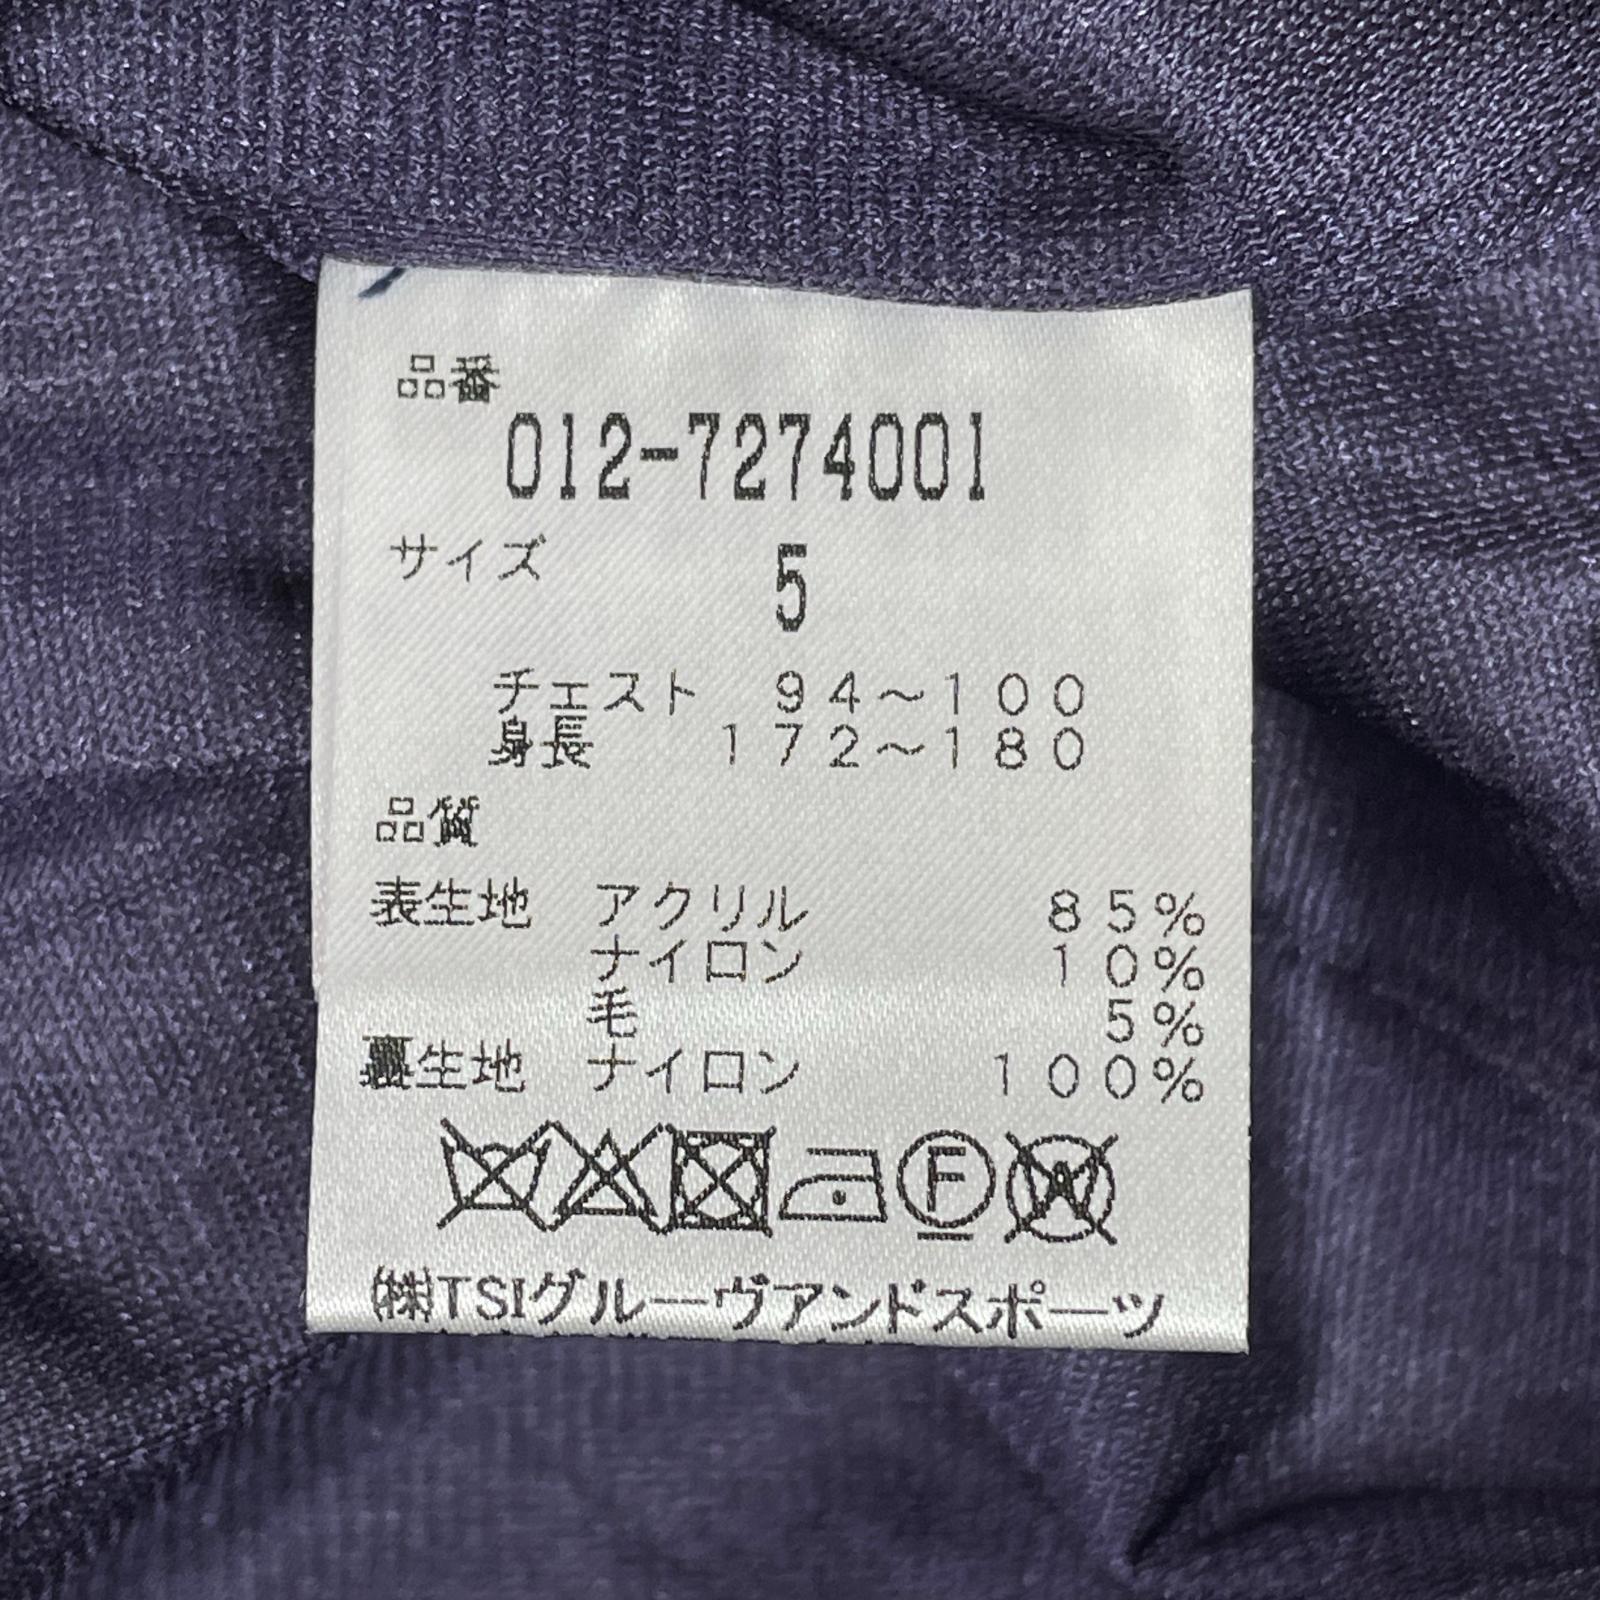 品番
012-7274001
サイズ 5
チェスト 94～100
身長 172～180
品質
表生地 アクリル 85%
ナイロン 10%
毛 5%
裏生地 ナイロン 100%
F W
㈱TSIグルーヴアンドスポーツ